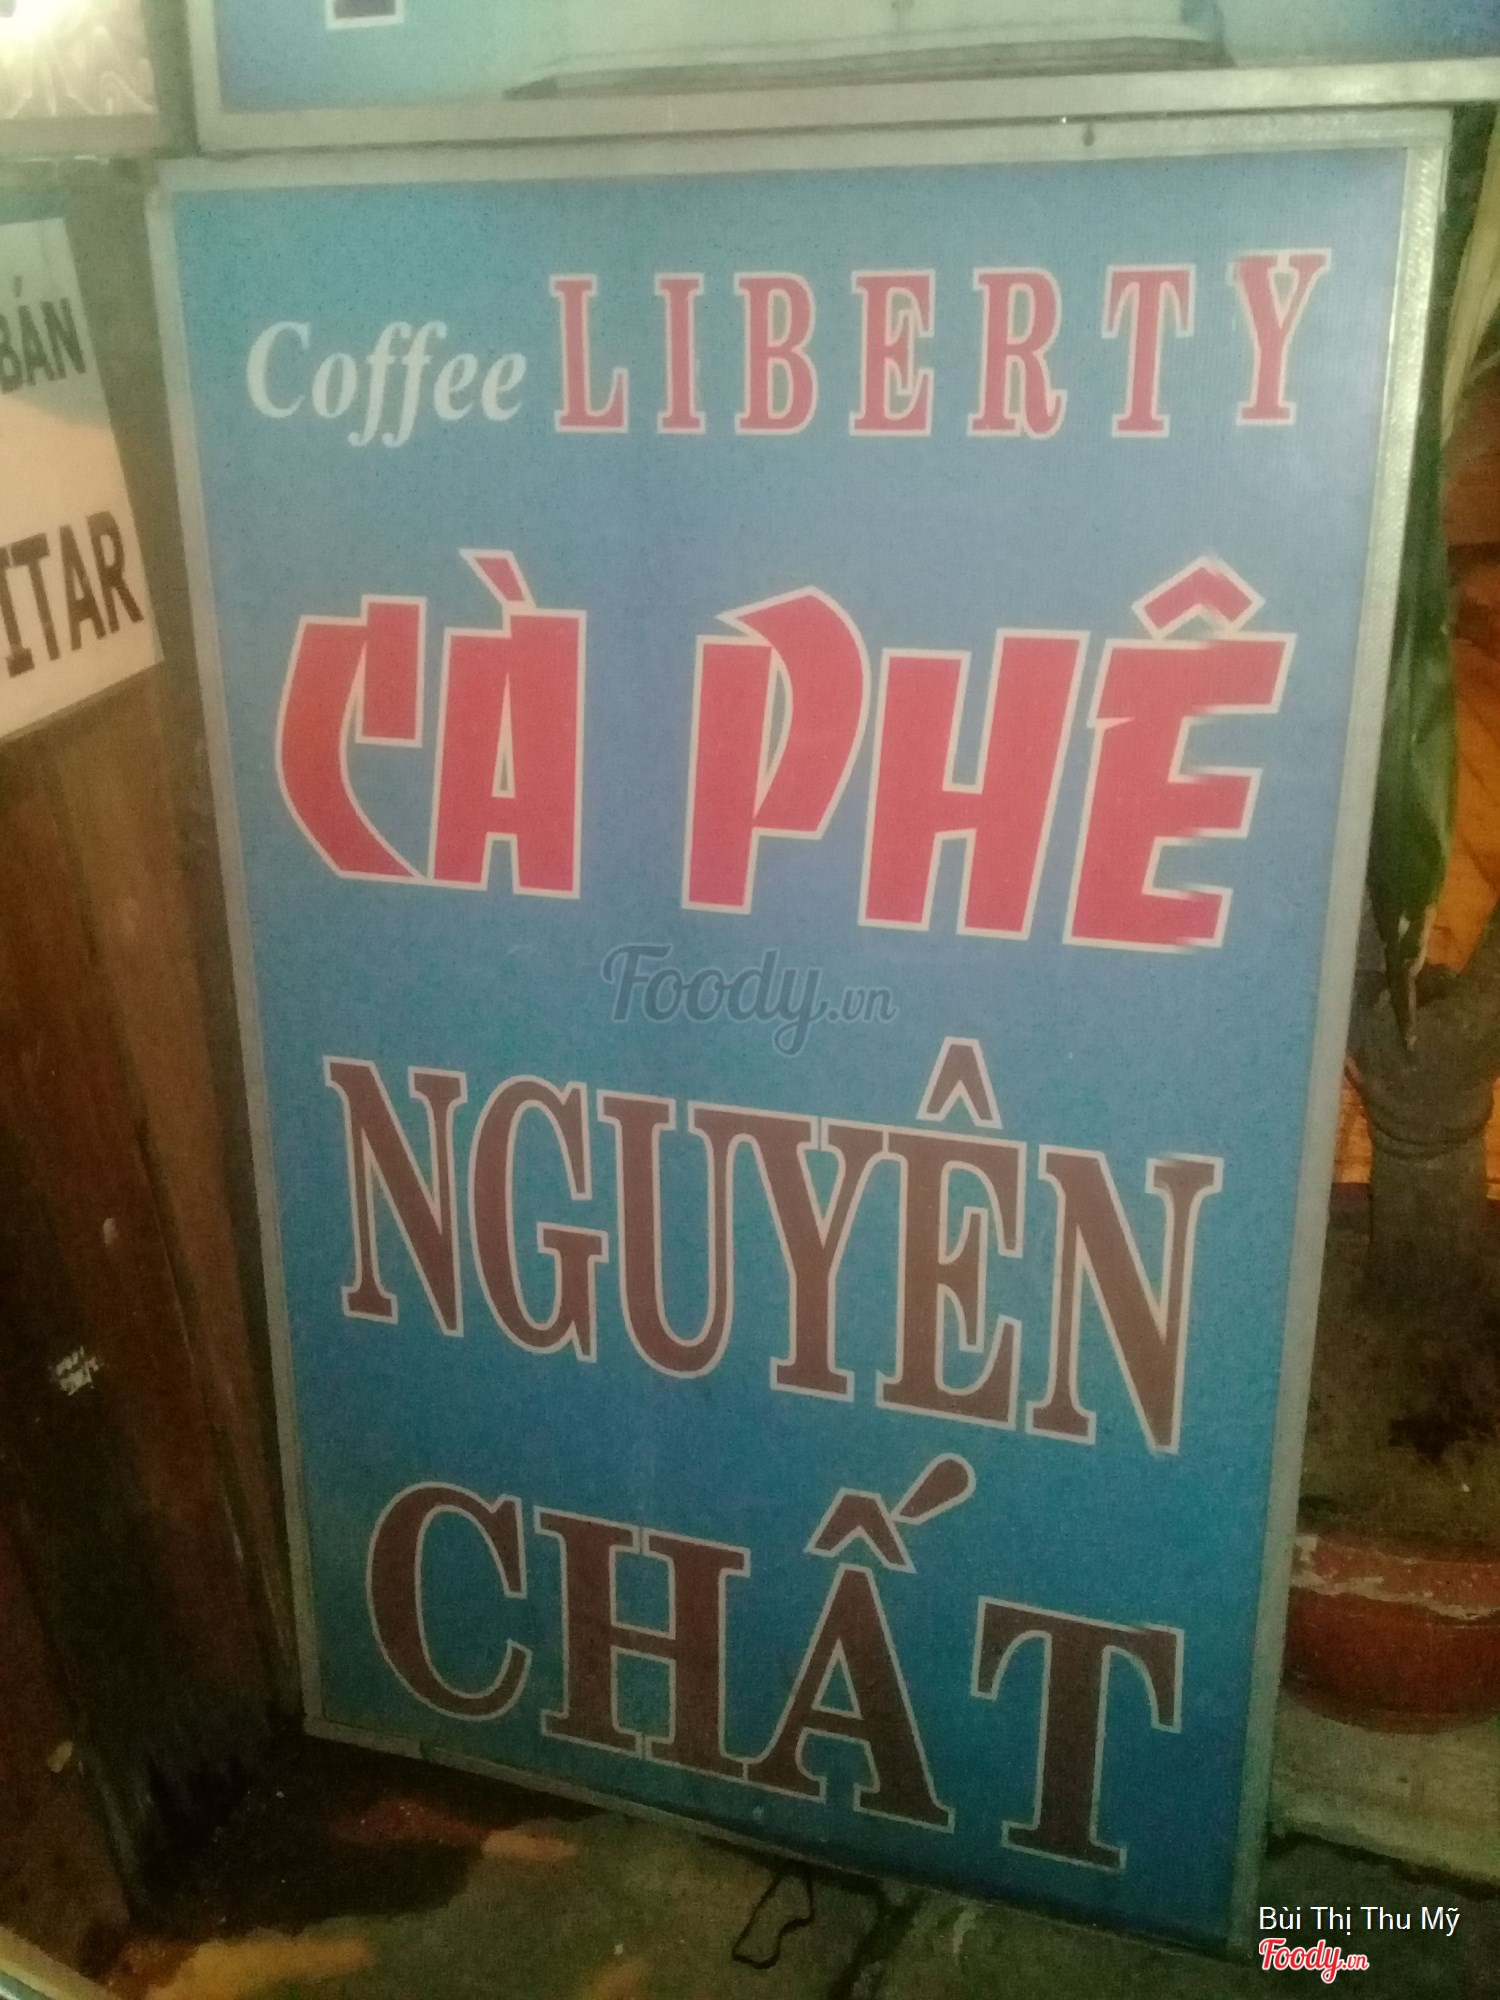 Coffee LIBERTY
CÀ PHÊ
NGUYÊN
CHẤT
BÁN
ITAR
Foody.vn
Bùi Thị Thu Mỹ
Foody.vn